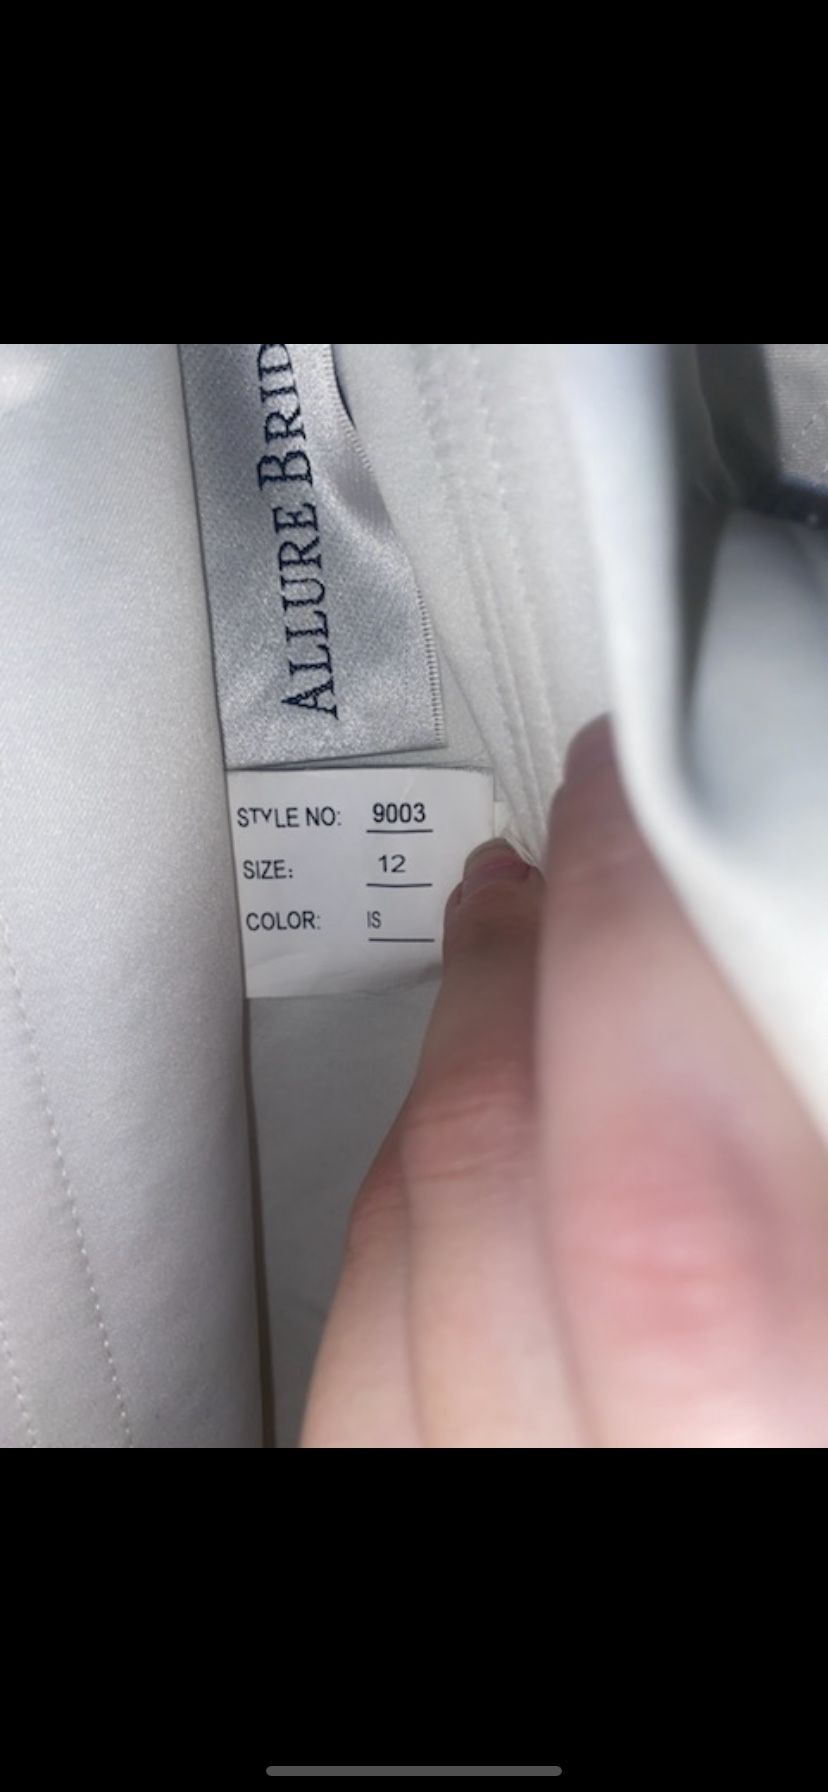 ALLURE BRID
STYLE NO: 9003
SIZE: 12
COLOR: IS